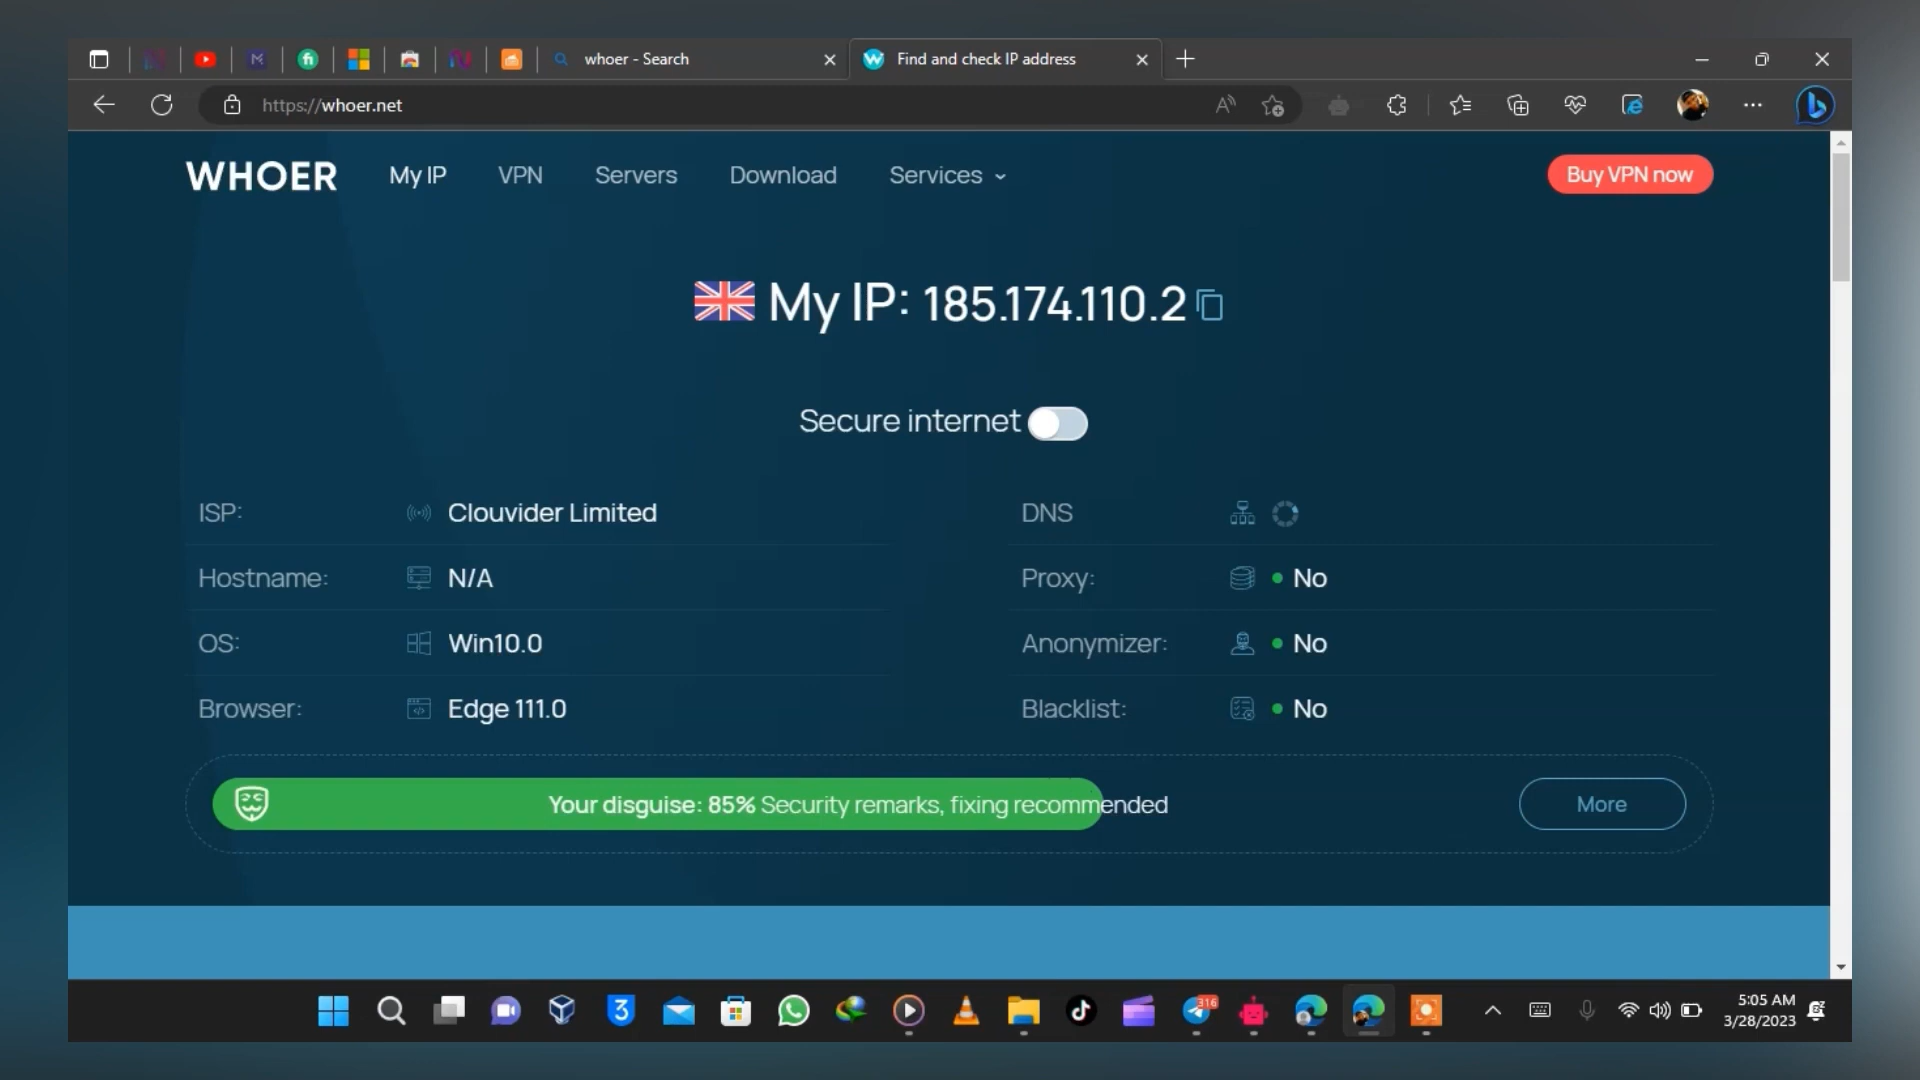 whoer - Search
Find and check IP address
https://whoer.net
WHOER
My IP
VPN
Servers
Download
Services
Buy VPN now
My IP: 185.174.110.2
Secure internet
ISP: Clouvider Limited
DNS
Hostname: N/A
Proxy: No
OS: Win10.0
Anonymizer: No
Browser: Edge 111.0
Blacklist: No
Your disguise: 85% Security remarks, fixing recommended
More
316
5:05 AM
3/28/2023